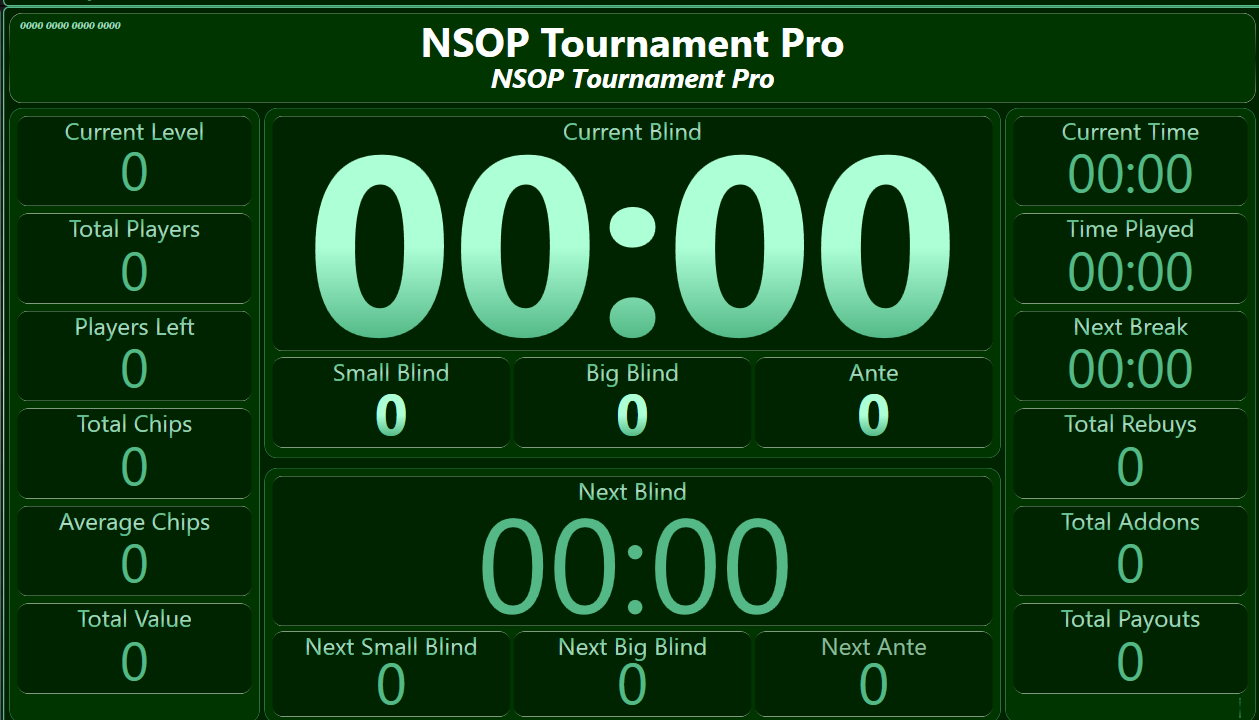 0000 0000 0000 0000
NSOP Tournament Pro
NSOP Tournament Pro
Current Level
0
Total Players
0
Players Left
0
Total Chips
0
Average Chips
0
Total Value
0
Current Blind
00:00
Small Blind
0
Big Blind
0
Ante
0
Next Blind
00:00
Next Small Blind
0
Next Big Blind
0
Next Ante
0
Current Time
00:00
Time Played
00:00
Next Break
00:00
Total Rebuys
0
Total Addons
0
Total Payouts
0